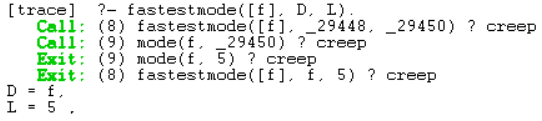 [trace]  ?- fastestmode([f], D, L).
   Call: (8) fastestmode([f], _29448, _29450) ? creep
   Call: (9) mode(f, _29450) ? creep
   Exit: (9) mode(f, 5) ? creep
   Exit: (8) fastestmode([f], f, 5) ? creep
D = f,
L = 5 .